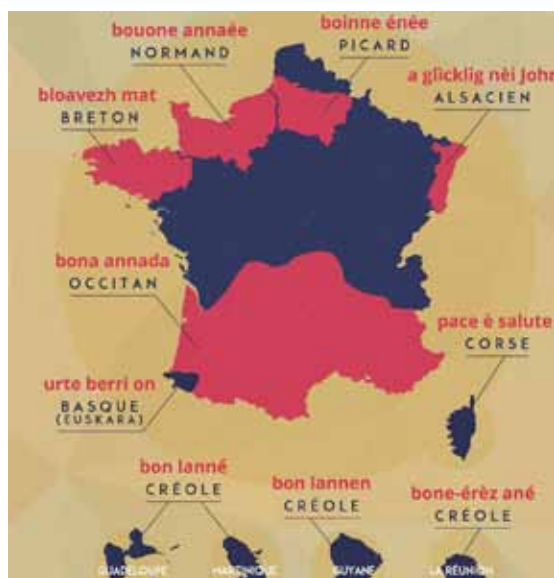 bouone annaée
NORMAND
boinne énée
PICARD
a glicklig nèi Johr
ALSACIEN
bloavezh mat
BRETON
bona annada
OCCITAN
pace è salute
CORSE
urte berri on
BASQUE
(EUSKARA)
bon lanné
CRÉOLE
bon lannen
CRÉOLE
bone-érèz ané
CRÉOLE
GUADELOUPE
MARTINIQUE
GUYANE
LA RÉUNION